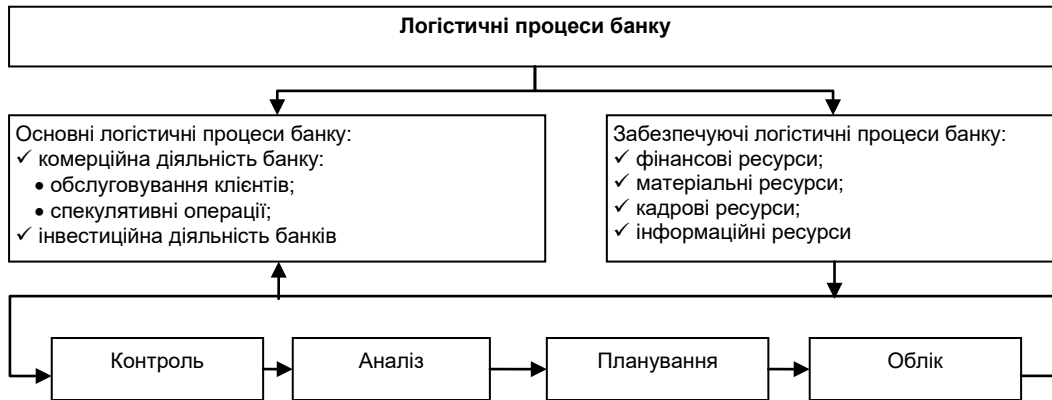 Логістичні процеси банку
Основні логістичні процеси банку:
✓ комерційна діяльність банку:
• обслуговування клієнтів;
• спекулятивні операції;
✓ інвестиційна діяльність банків
Забезпечуючі логістичні процеси банку:
✓ фінансові ресурси;
✓ матеріальні ресурси;
✓ кадрові ресурси;
✓ інформаційні ресурси
Контроль
Аналіз
Планування
Облік